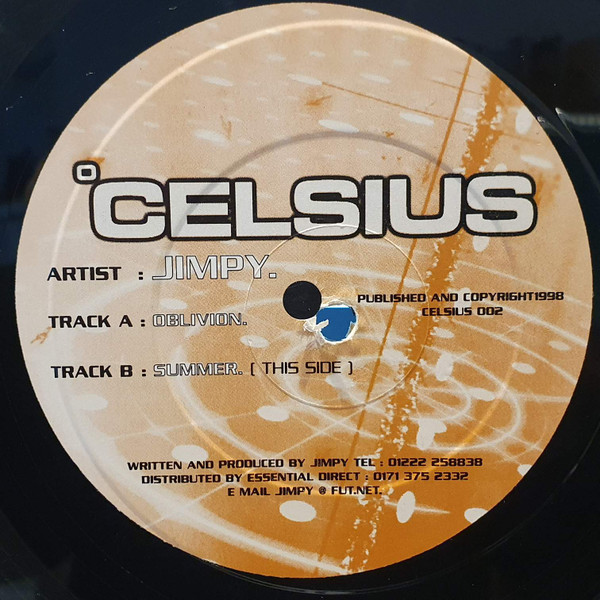 °CELSIUS
ARTIST : JIMPY.
PUBLISHED AND COPYRIGHT1998
CELSIUS 002
TRACK A : OBLIVION.
TRACK B : SUMMER. ( THIS SIDE )
WRITTEN AND PRODUCED BY JIMPY TEL : 01222 258838
DISTRIBUTED BY ESSENTIAL DIRECT : 0171 375 2332
E MAIL JIMPY @ FUT.NET.